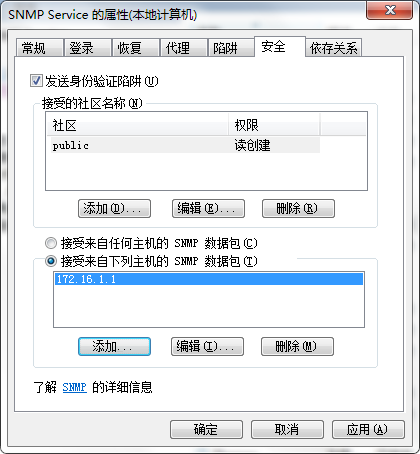 SNMP Service 的属性(本地计算机)
常规 登录 恢复 代理 陷阱 安全 依存关系
发送身份验证陷阱(U)
接受的社区名称(N)
社区 权限
public 读创建
添加(D)... 编辑(E)... 删除(R)
接受来自任何主机的 SNMP 数据包(C)
接受来自下列主机的 SNMP 数据包(T)
172.16.1.1
添加... 编辑(I)... 删除(M)
了解 SNMP 的详细信息
确定 取消 应用(A)